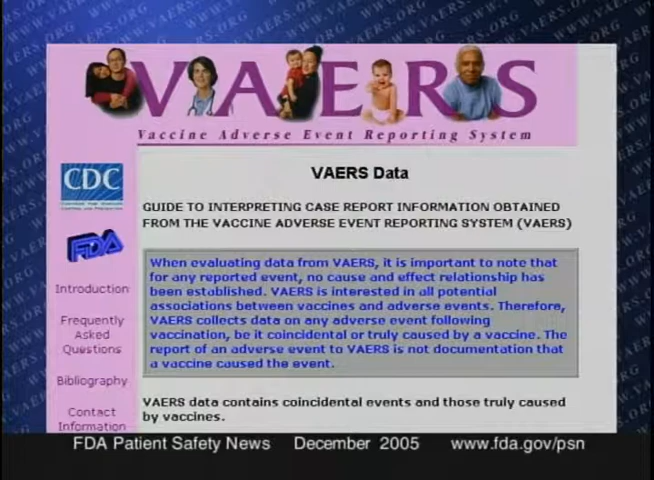 VAERS
Vaccine Adverse Event Reporting System
VAERS Data
CDC
GUIDE TO INTERPRETING CASE REPORT INFORMATION OBTAINED
FROM THE VACCINE ADVERSE EVENT REPORTING SYSTEM (VAERS)
FDA
When evaluating data from VAERS, it is important to note that
for any reported event, no cause and effect relationship has
been established. VAERS is interested in all potential
associations between vaccines and adverse events. Therefore,
VAERS collects data on any adverse event following
vaccination, be it coincidental or truly caused by a vaccine. The
report of an adverse event to VAERS is not documentation that
a vaccine caused the event.
Introduction
Frequently
Asked
Questions
Bibliography
Contact
Information
VAERS data contains coincidental events and those truly caused
by vaccines.
FDA Patient Safety News December 2005 www.fda.gov/psn